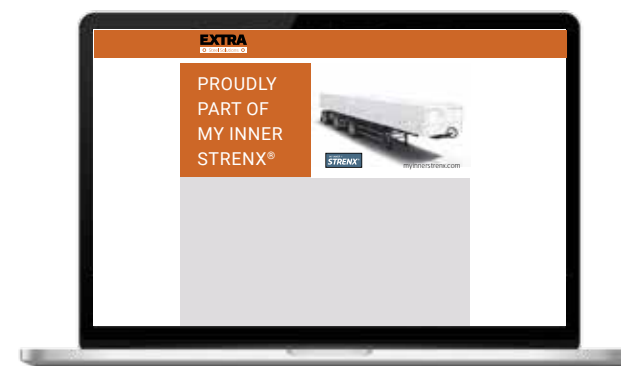 EXTRA
PROUDLY
PART OF
MY INNER
STRENX®
STRENX
myinnerstrenx.com